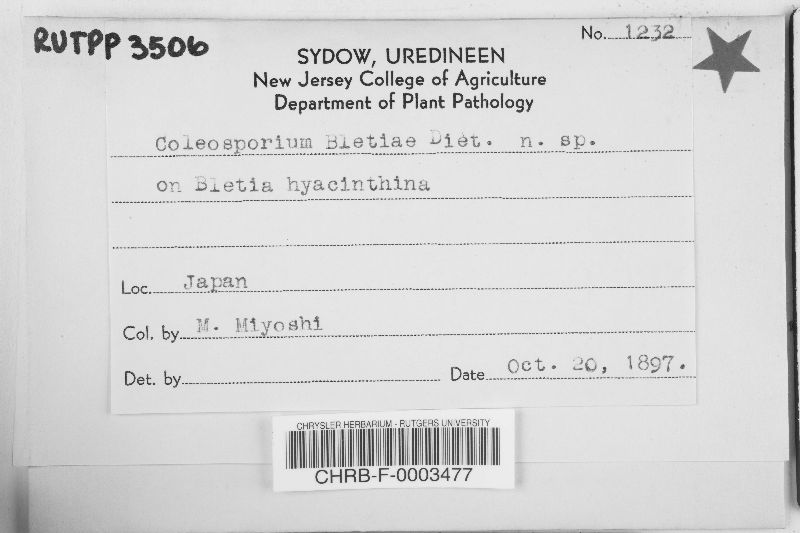 RUTPP 3506
No. 1232
SYDOW, UREDINEEN
New Jersey College of Agriculture
Department of Plant Pathology
Coleosporium Bletiae Diet. n. sp.
on Bletia hyacinthina
Loc. Japan
Col. by M. Miyoshi
Det. by
Date Oct. 20, 1897.
CHRYSLER HERBARIUM - RUTGERS UNIVERSITY
CHRB-F-0003477